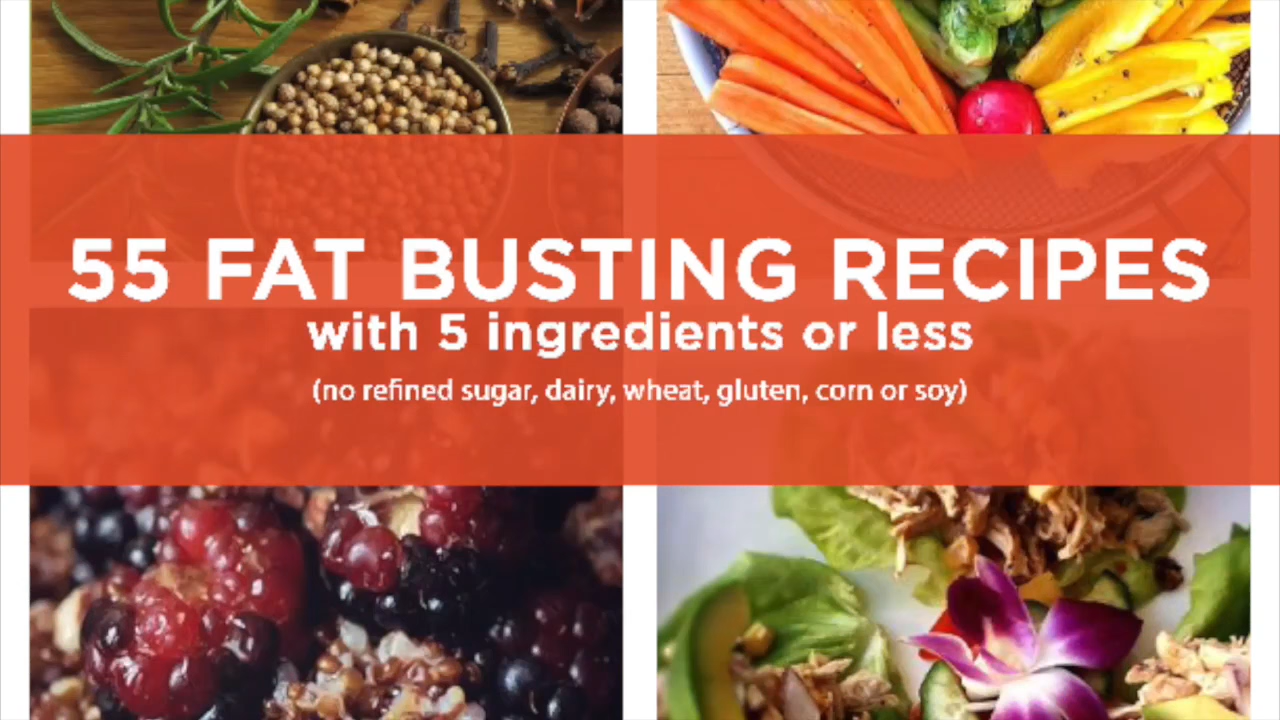 55 FAT BUSTING RECIPES
with 5 ingredients or less
(no refined sugar, dairy, wheat, gluten, corn or soy)